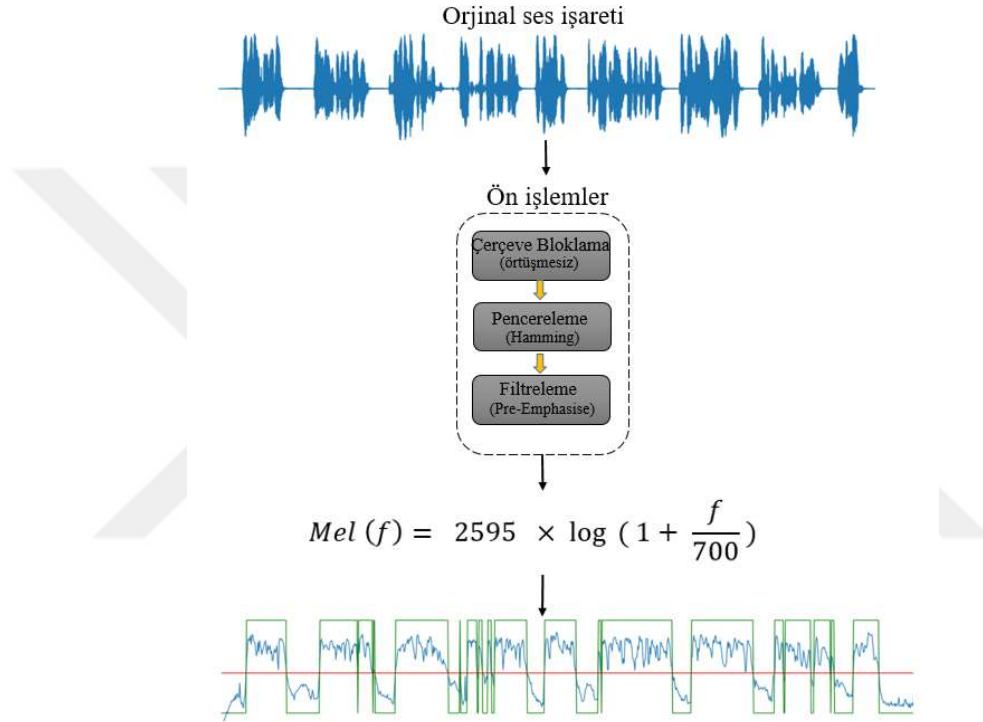 Orjinal ses işareti
Ön işlemler
Çerçeve Bloklama
(örtüşmesiz)
Pencereleme
(Hamming)
Filtreleme
(Pre-Emphasise)
Mel (f) = 2595 × log ( 1 + f/700 )